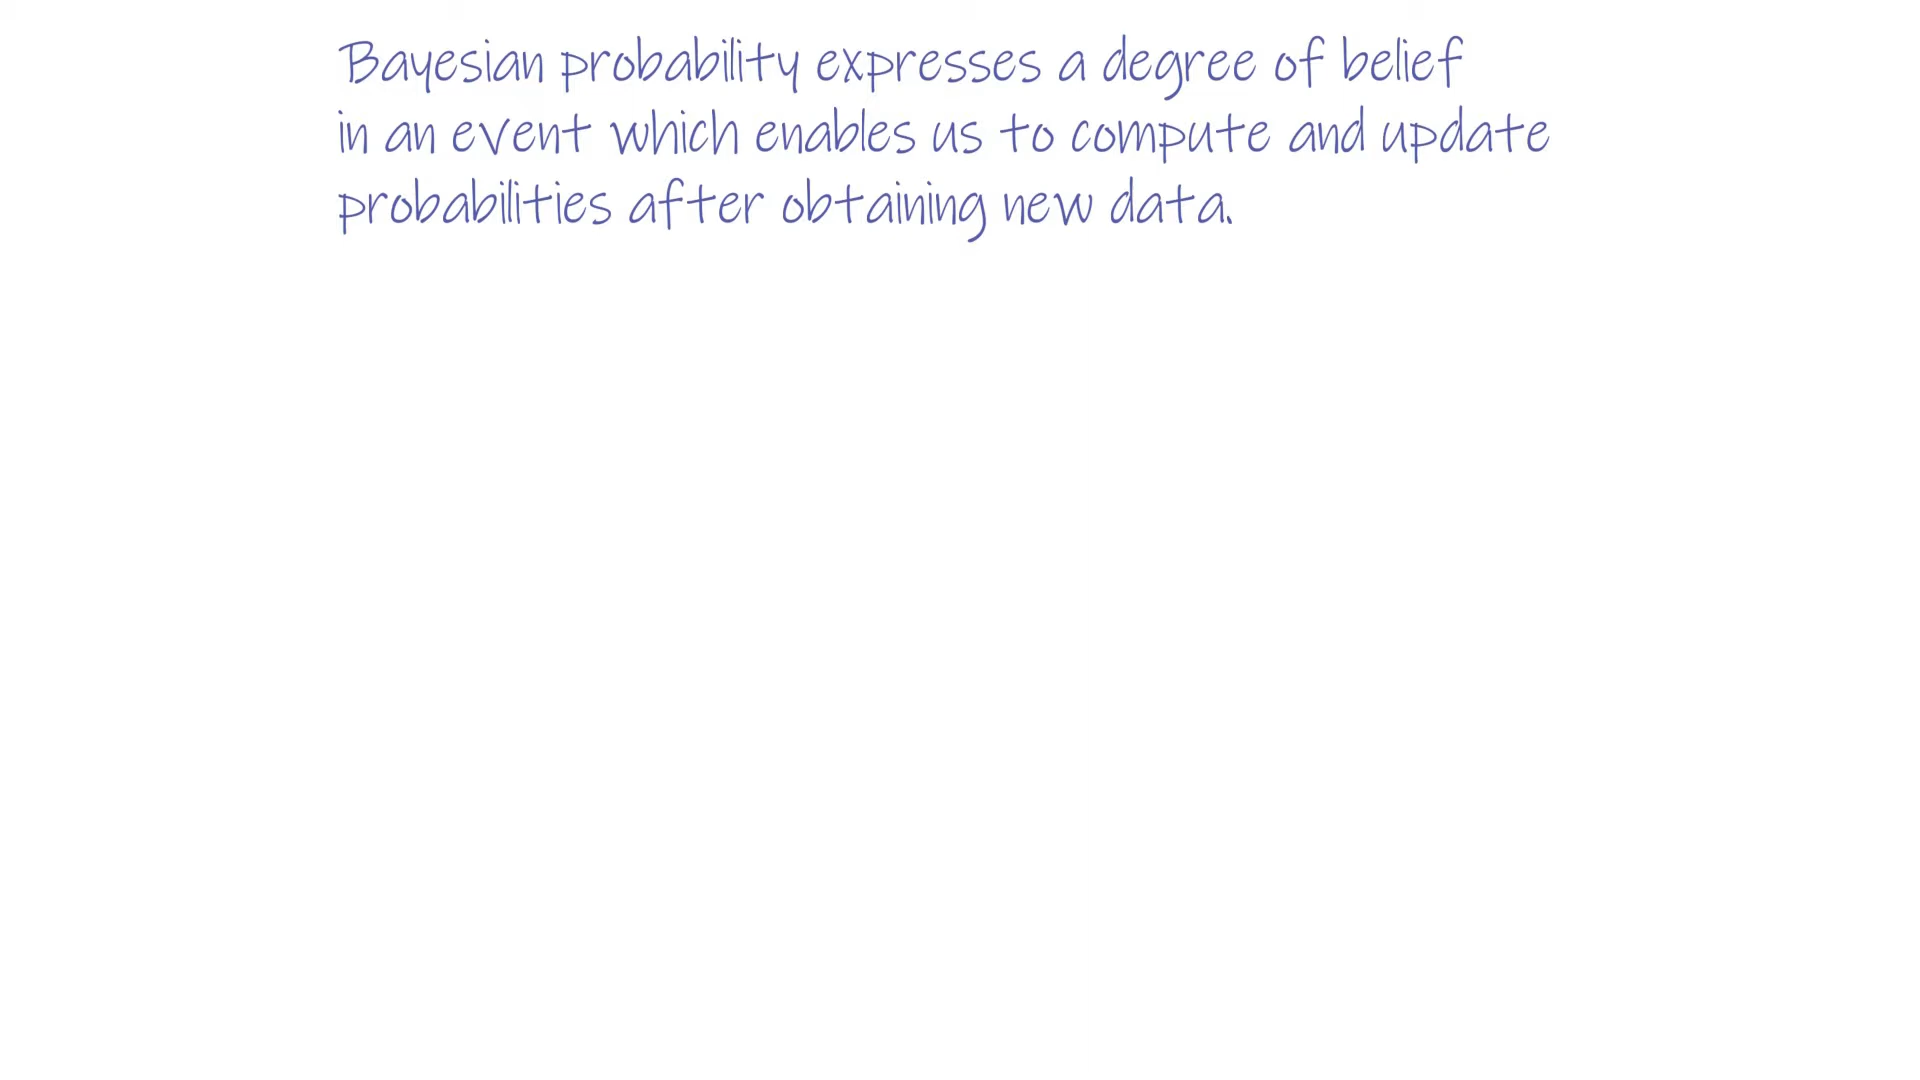 Bayesian probability expresses a degree of belief
in an event which enables us to compute and update
probabilities after obtaining new data.